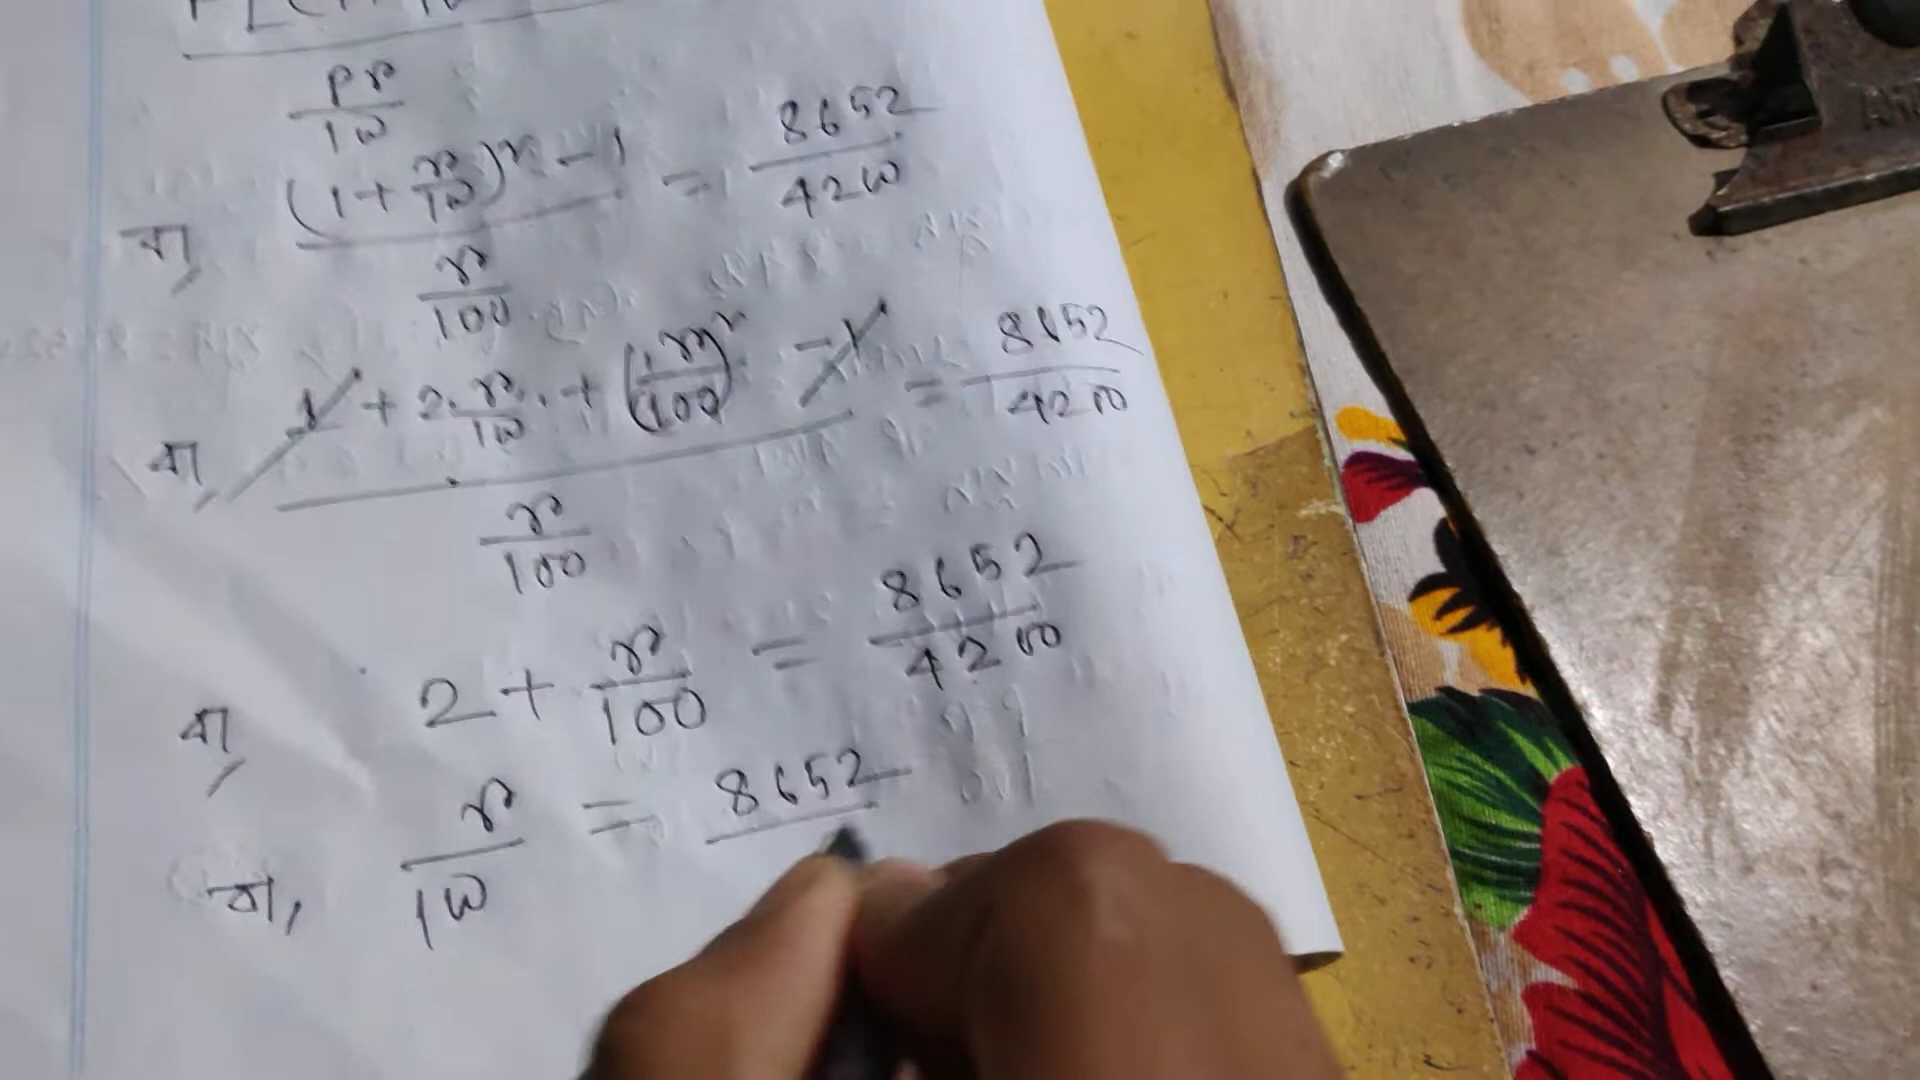 Pr/100
বা, ((1+r/100)² - 1)/(r/100) = 8652/4200
বা, (1 + 2.r/100 + (r/100)² - 1)/(r/100) = 8652/4200
বা, 2 + r/100 = 8652/4200
বা, r/100 = 8652